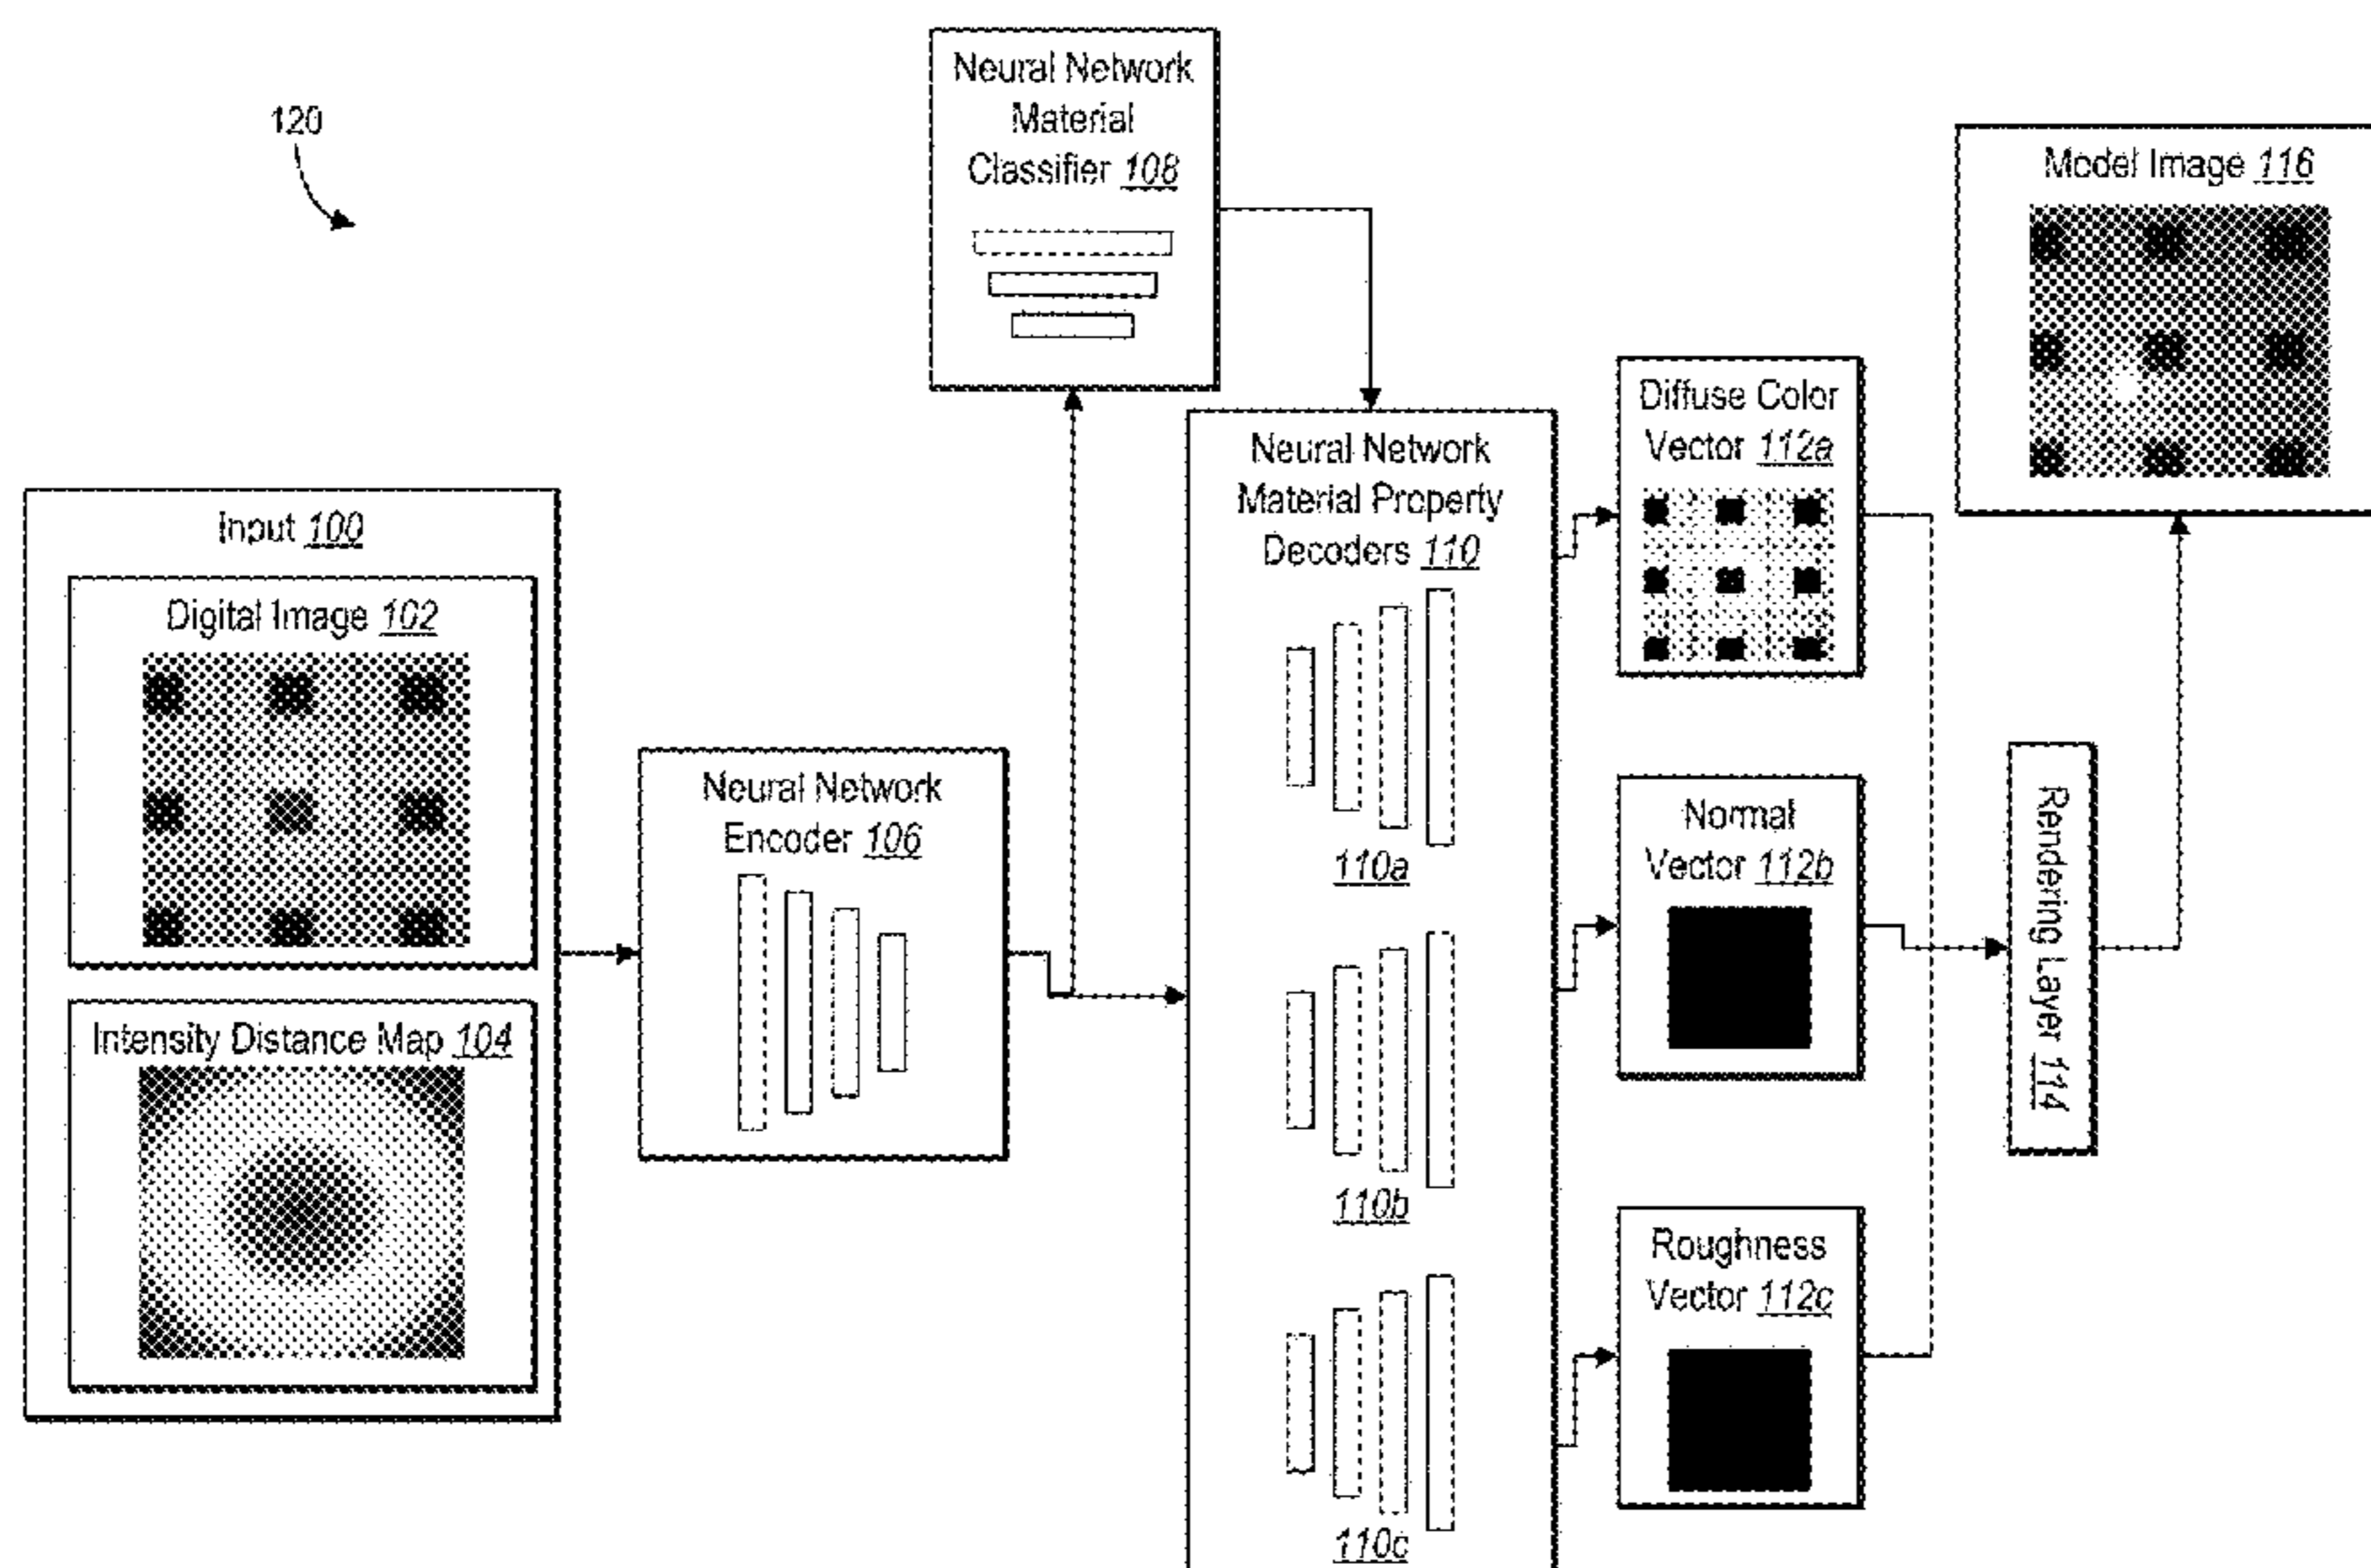 120
Neural Network
Material
Classifier 108
Model Image 116
Input 100
Digital Image 102
Intensity Distance Map 104
Neural Network
Encoder 106
Neural Network
Material Property
Decoders 110
110a
110b
110c
Diffuse Color
Vector 112a
Normal
Vector 112b
Roughness
Vector 112c
Rendering Layer 114